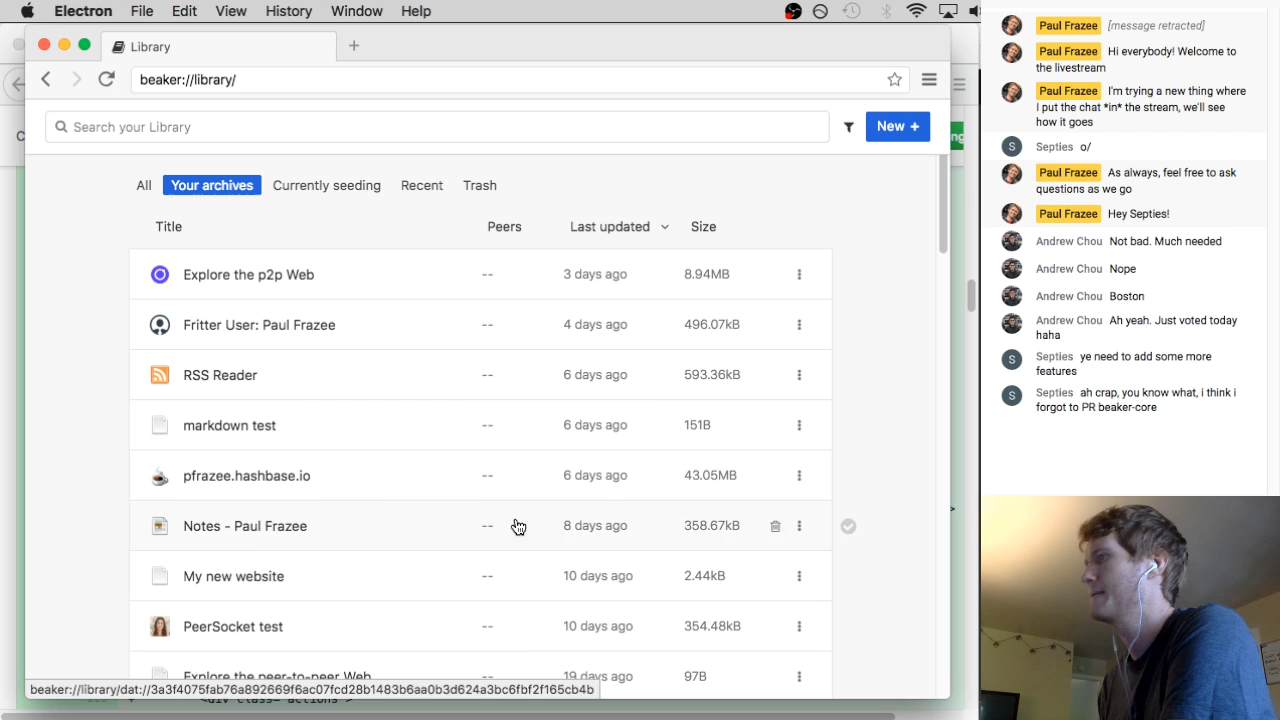 Electron File Edit View History Window Help
Library
beaker://library/
Search your Library
New +
All Your archives Currently seeding Recent Trash
Title Peers Last updated Size
Explore the p2p Web -- 3 days ago 8.94MB
Fritter User: Paul Frazee -- 4 days ago 496.07kB
RSS Reader -- 6 days ago 593.36kB
markdown test -- 6 days ago 151B
pfrazee.hashbase.io -- 6 days ago 43.05MB
Notes - Paul Frazee -- 8 days ago 358.67kB
My new website -- 10 days ago 2.44kB
PeerSocket test -- 10 days ago 354.48kB
Explore the peer-to-peer Web -- 19 days ago 97B
beaker://library/dat://3a3f4075fab76a892669f6ac07fcd28b1483b6aa0b3d624a3bc6fbf2f165cb4b
Paul Frazee [message retracted]
Paul Frazee Hi everybody! Welcome to
the livestream
Paul Frazee I'm trying a new thing where
I put the chat *in* the stream, we'll see
how it goes
S Septies o/
Paul Frazee As always, feel free to ask
questions as we go
Paul Frazee Hey Septies!
Andrew Chou Not bad. Much needed
Andrew Chou Nope
Andrew Chou Boston
Andrew Chou Ah yeah. Just voted today
haha
S Septies ye need to add some more
features
S Septies ah crap, you know what, i think i
forgot to PR beaker-core